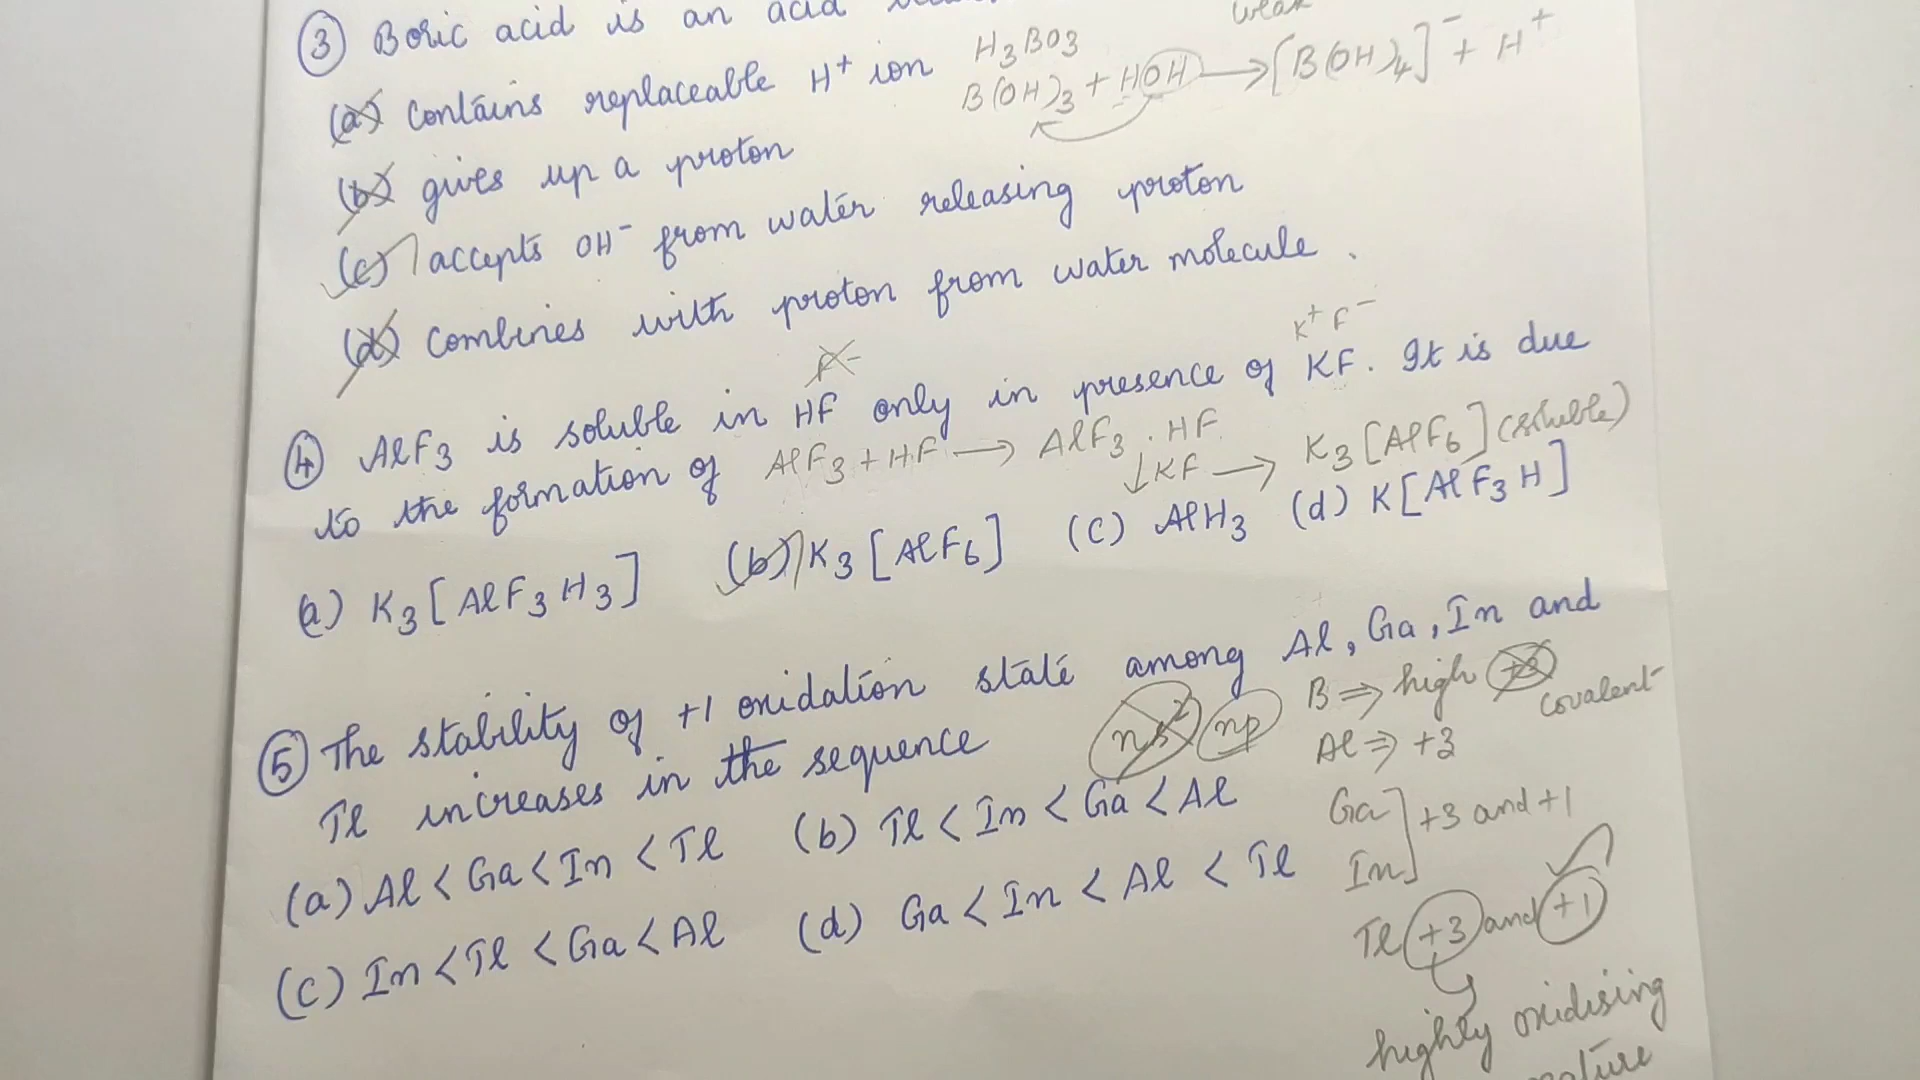 ③ Boric acid is an acid
weak
(a) contains replaceable H⁺ ion
H₃BO₃
B(OH)₃ + HOH → [B(OH)₄]⁻ + H⁺
(b) gives up a proton
(c) accepts OH⁻ from water releasing proton
(d) combines with proton from water molecule.
F⁻
K⁺ F⁻
④ AlF₃ is soluble in HF only in presence of KF. It is due
to the formation of
AlF₃ + HF → AlF₃ . HF
↓KF → K₃[AlF₆] (soluble)
(a) K₃[AlF₃H₃] (b) K₃[AlF₆] (c) AlH₃ (d) K[AlF₃H]
⑤ The stability of +1 oxidation state among Al, Ga, In and
Tl increases in the sequence
ns² np
B ⇒ high +3
covalent
Al ⇒ +3
(a) Al < Ga < In < Tl (b) Tl < In < Ga < Al
Ga ] +3 and +1
In
(c) In < Tl < Ga < Al (d) Ga < In < Al < Tl
Tl +3 and +1
highly oxidising